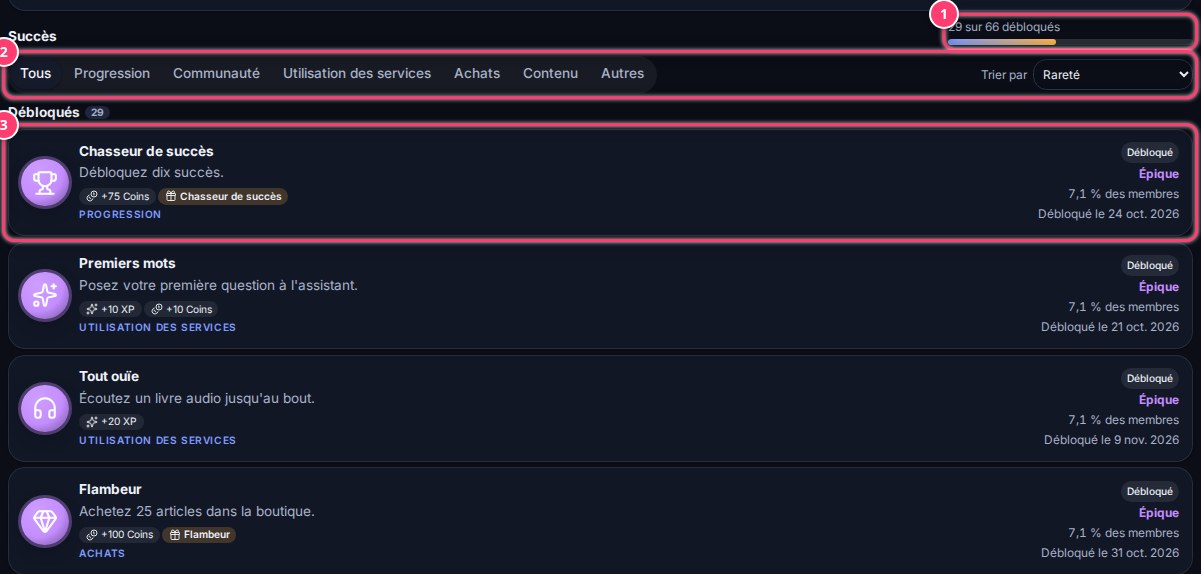 1
29 sur 66 débloqués
Succès
2
Tous Progression Communauté Utilisation des services Achats Contenu Autres Trier par Rareté
Débloqués 29
3
Chasseur de succès Débloqué
Débloquez dix succès. Épique
+75 Coins Chasseur de succès 7,1 % des membres
PROGRESSION Débloqué le 24 oct. 2026
Premiers mots Débloqué
Posez votre première question à l'assistant. Épique
+10 XP +10 Coins 7,1 % des membres
UTILISATION DES SERVICES Débloqué le 21 oct. 2026
Tout ouïe Débloqué
Écoutez un livre audio jusqu'au bout. Épique
+20 XP 7,1 % des membres
UTILISATION DES SERVICES Débloqué le 9 nov. 2026
Flambeur Débloqué
Achetez 25 articles dans la boutique. Épique
+100 Coins Flambeur 7,1 % des membres
ACHATS Débloqué le 31 oct. 2026